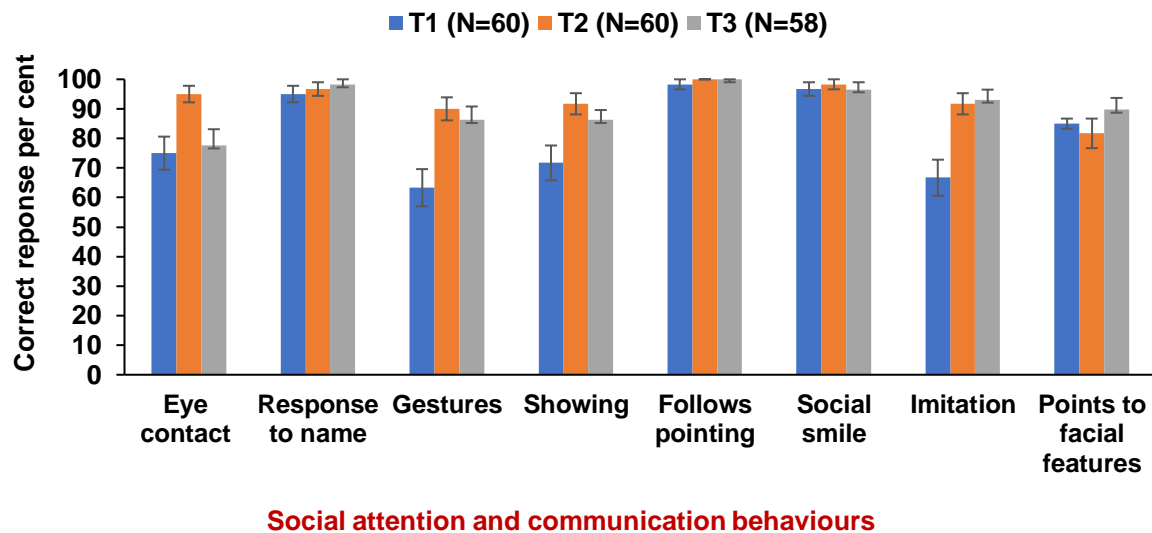 T1 (N=60) T2 (N=60) T3 (N=58)
Correct reponse per cent
100
90
80
70
60
50
40
30
20
10
0
Eye contact
Response to name
Gestures
Showing
Follows pointing
Social smile
Imitation
Points to facial features
Social attention and communication behaviours